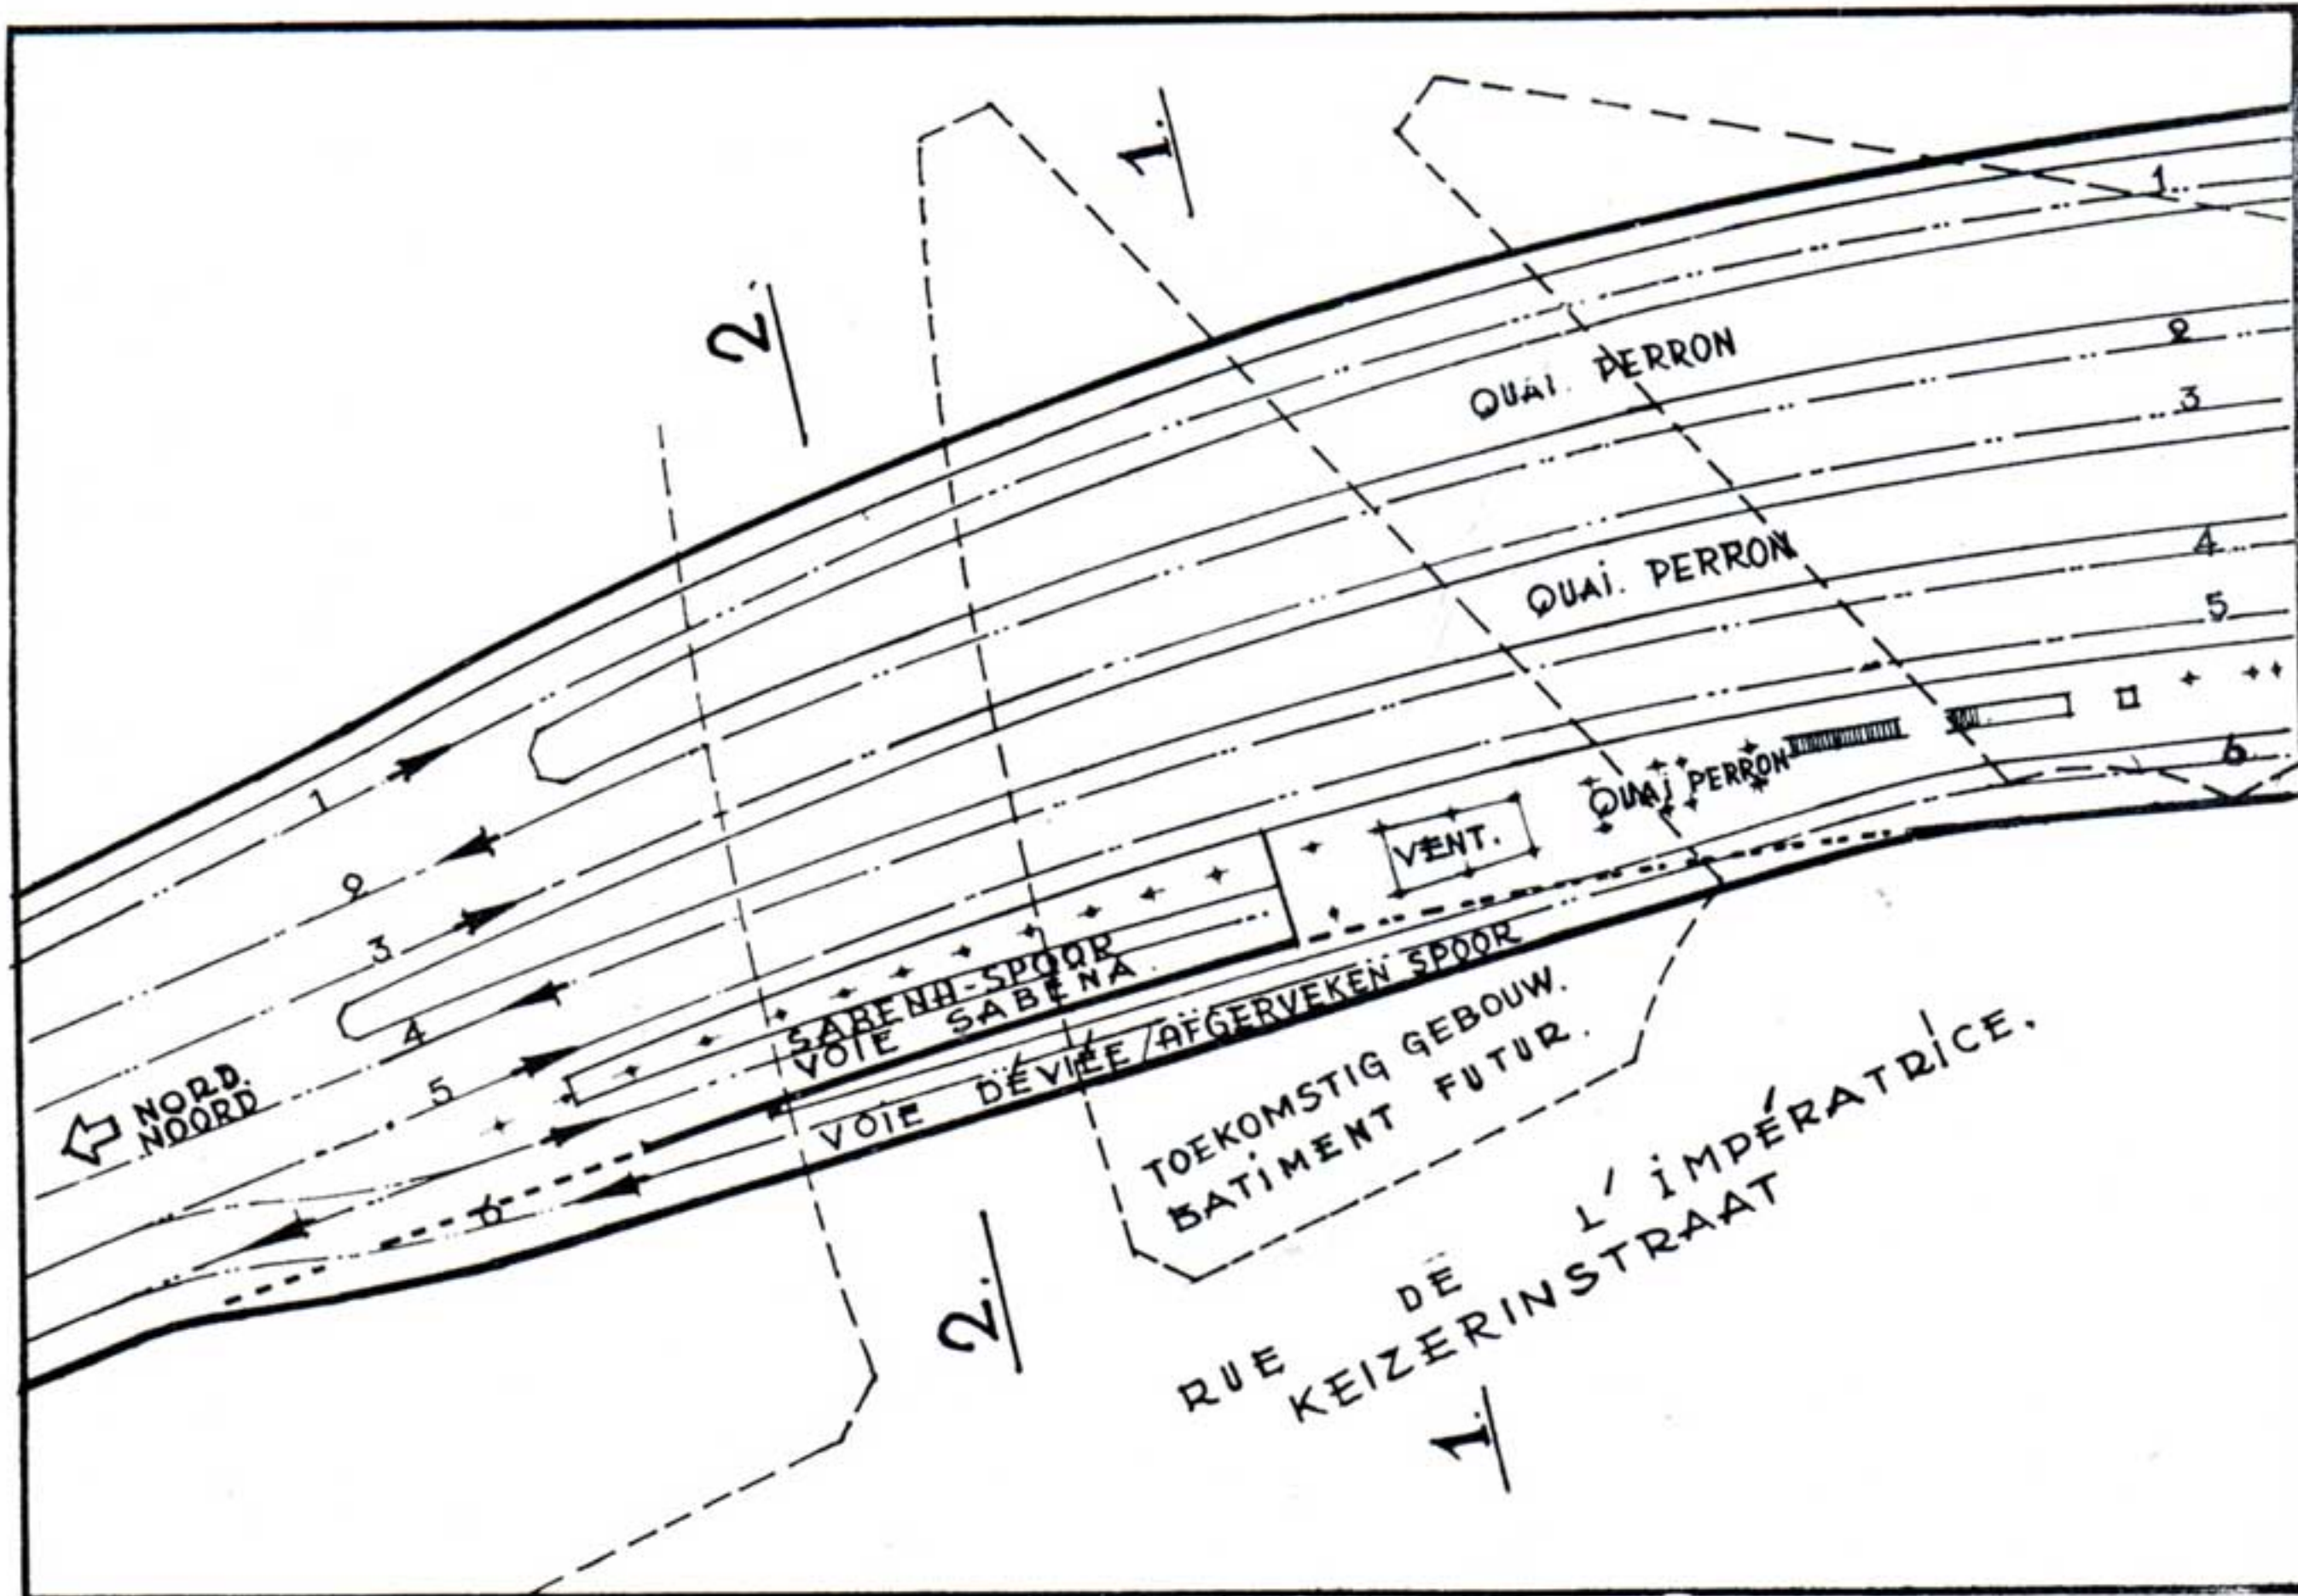 1.
2.
1
2
3
4
5
6
QUAI. PERRON
QUAI. PERRON
QUAI PERRON
VENT.
1
2
3
4
5
6
NORD.
NOORD
SABENA-SPOOR
VOIE SABENA.
VOIE DÉVIÉE/AFGERVEKEN SPOOR
TOEKOMSTIG GEBOUW.
BATIMENT FUTUR.
RUE DE L'IMPÉRATRICE.
KEIZERINSTRAAT
2.
1.